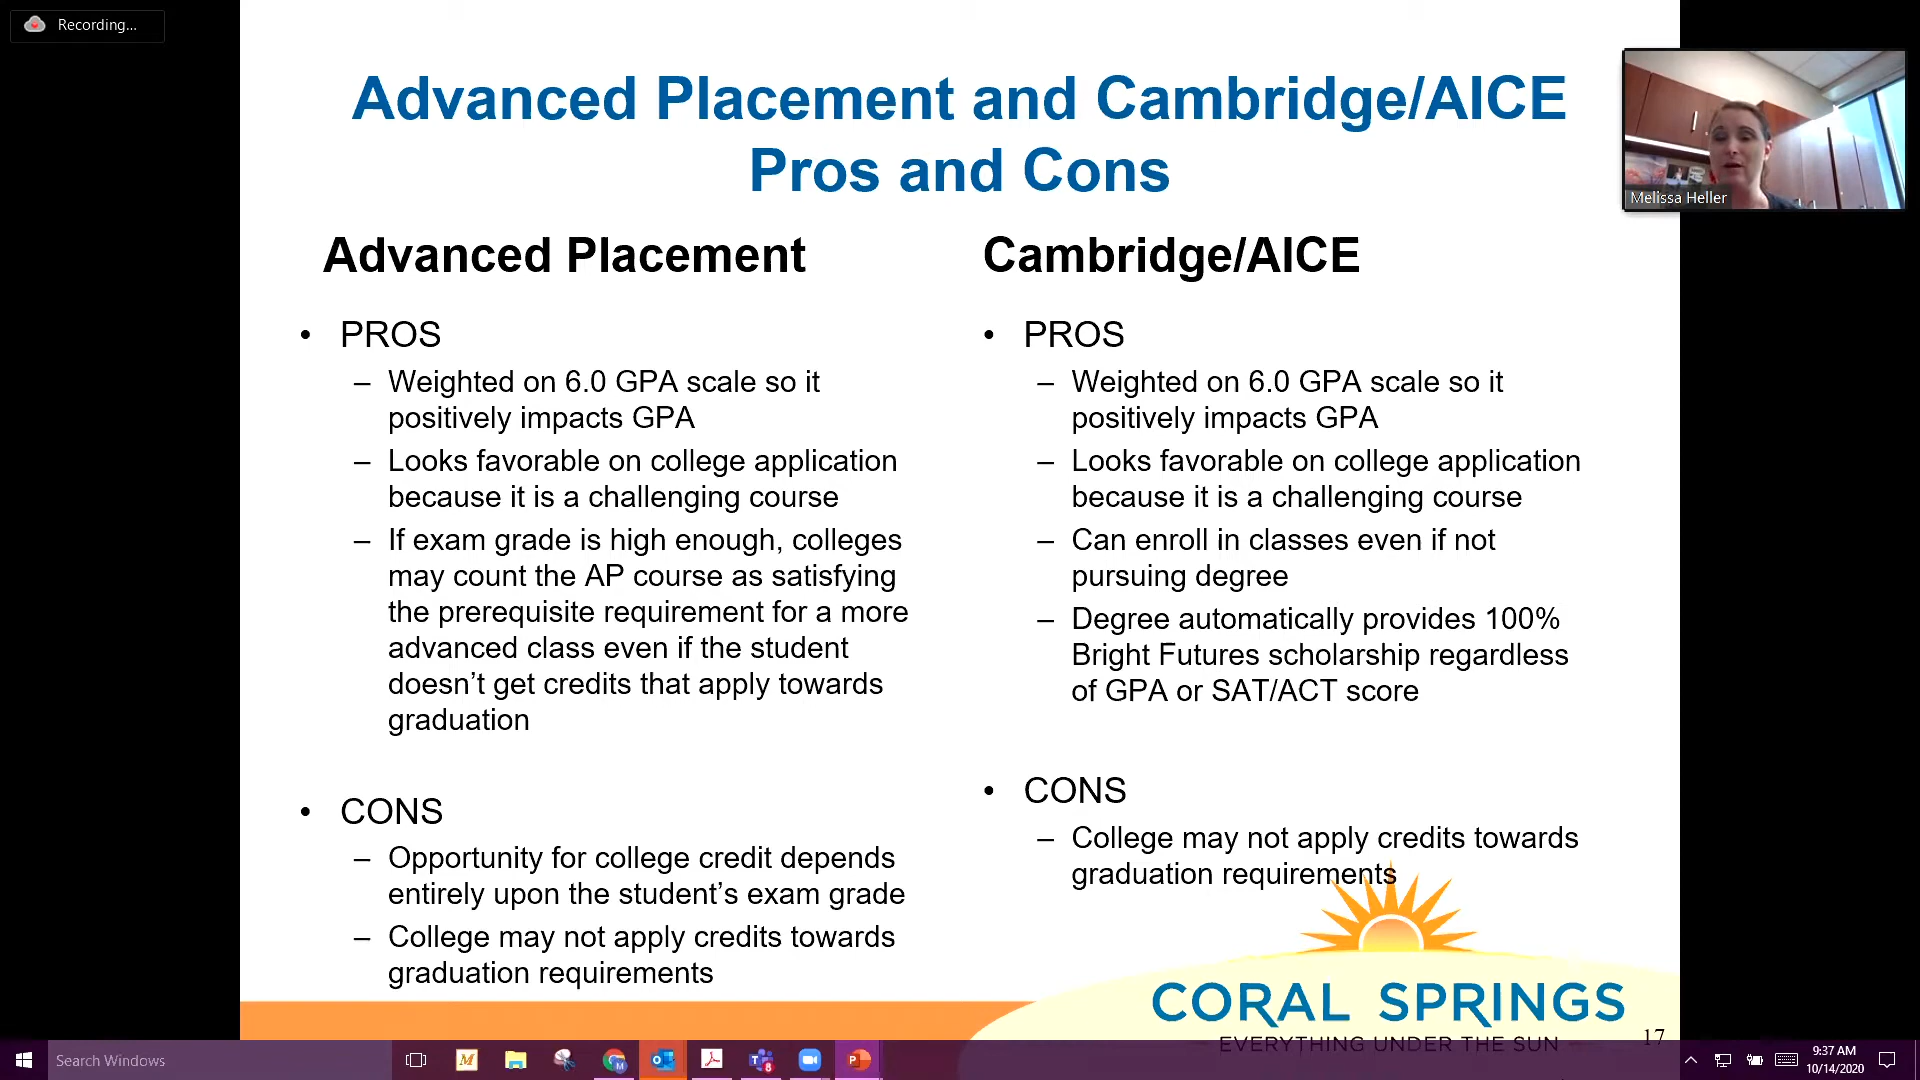 Recording...
Advanced Placement and Cambridge/AICE
Pros and Cons
Melissa Heller
Advanced Placement
• PROS
– Weighted on 6.0 GPA scale so it
positively impacts GPA
– Looks favorable on college application
because it is a challenging course
– If exam grade is high enough, colleges
may count the AP course as satisfying
the prerequisite requirement for a more
advanced class even if the student
doesn’t get credits that apply towards
graduation
• CONS
– Opportunity for college credit depends
entirely upon the student’s exam grade
– College may not apply credits towards
graduation requirements
Cambridge/AICE
• PROS
– Weighted on 6.0 GPA scale so it
positively impacts GPA
– Looks favorable on college application
because it is a challenging course
– Can enroll in classes even if not
pursuing degree
– Degree automatically provides 100%
Bright Futures scholarship regardless
of GPA or SAT/ACT score
• CONS
– College may not apply credits towards
graduation requirements
CORAL SPRINGS
EVERYTHING UNDER THE SUN
17
Search Windows
9:37 AM
10/14/2020